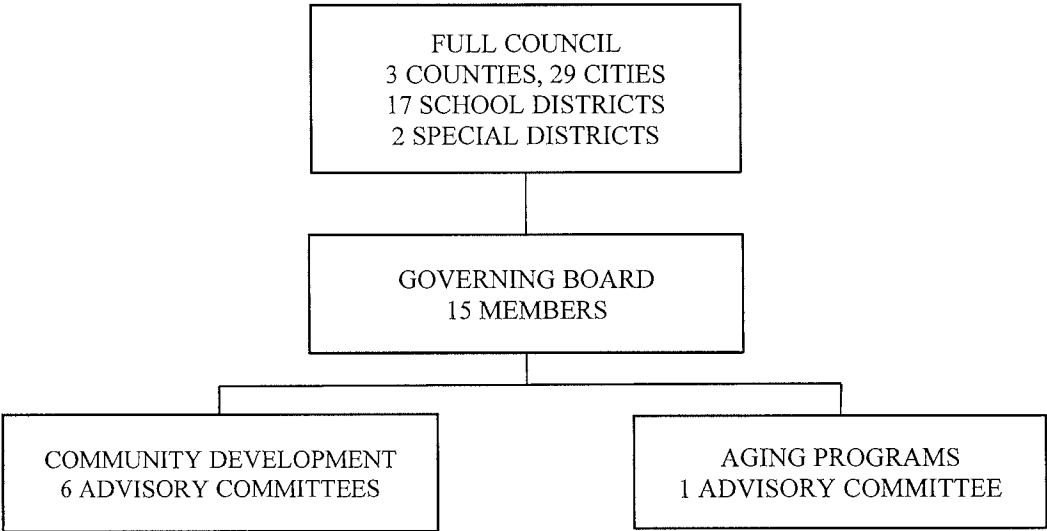 FULL COUNCIL
3 COUNTIES, 29 CITIES
17 SCHOOL DISTRICTS
2 SPECIAL DISTRICTS
GOVERNING BOARD
15 MEMBERS
COMMUNITY DEVELOPMENT
6 ADVISORY COMMITTEES
AGING PROGRAMS
1 ADVISORY COMMITTEE